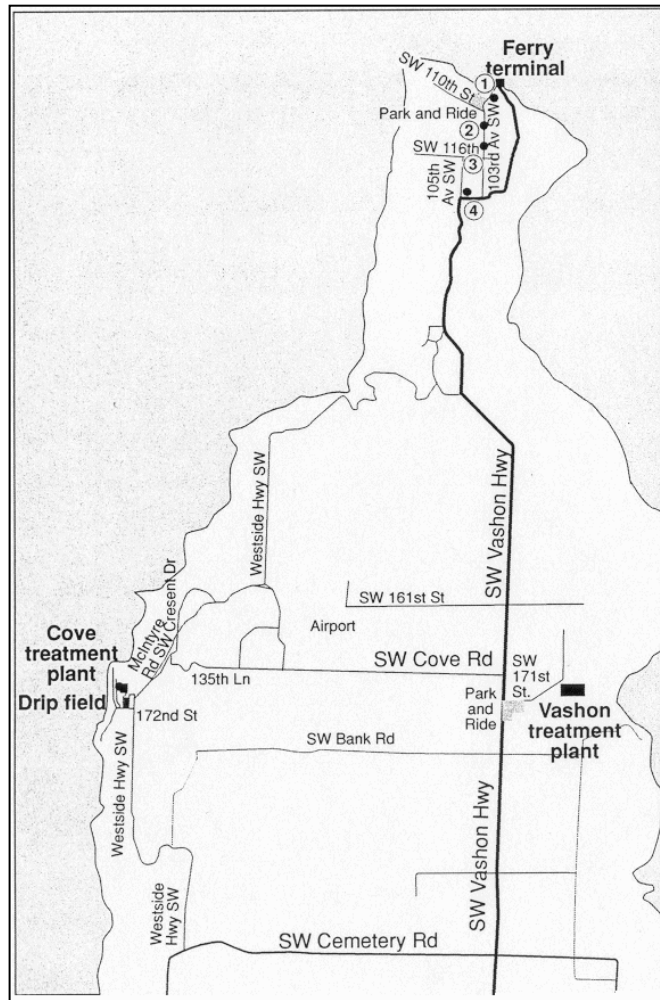 Ferry
terminal
SW 110th St
1
Park and Ride
2
103rd Av SW
SW 116th
3
105th
Av SW
4
Westside Hwy SW
SW Vashon Hwy
SW 161st St
Airport
McIntyre
Rd SW
Cresent Dr
Cove
treatment
plant
SW Cove Rd
SW
171st
St.
135th Ln
Drip field
172nd St
Park
and
Ride
Vashon
treatment
plant
SW Bank Rd
Westside Hwy SW
SW Vashon Hwy
Westside
Hwy SW
SW Cemetery Rd